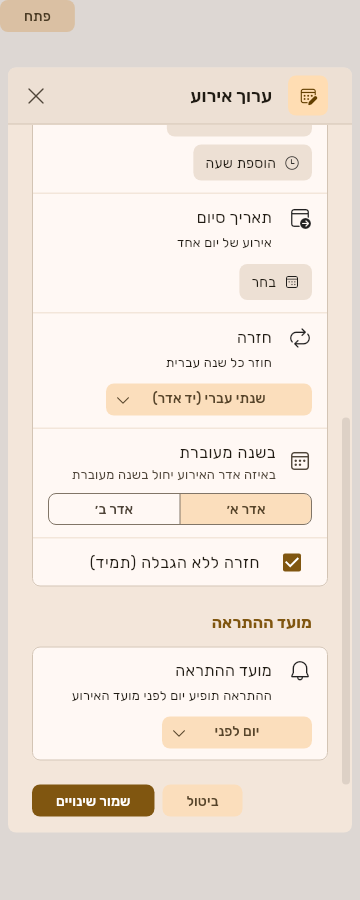 פתח
ערוך אירוע
הוספת שעה
תאריך סיום
אירוע של יום אחד
בחר
חזרה
חוזר כל שנה עברית
שנתי עברי (יד אדר)
בשנה מעוברת
באיזה אדר האירוע יחול בשנה מעוברת
אדר א׳
אדר ב׳
חזרה ללא הגבלה (תמיד)
מועד ההתראה
מועד ההתראה
ההתראה תופיע יום לפני מועד האירוע
יום לפני
ביטול
שמור שינויים